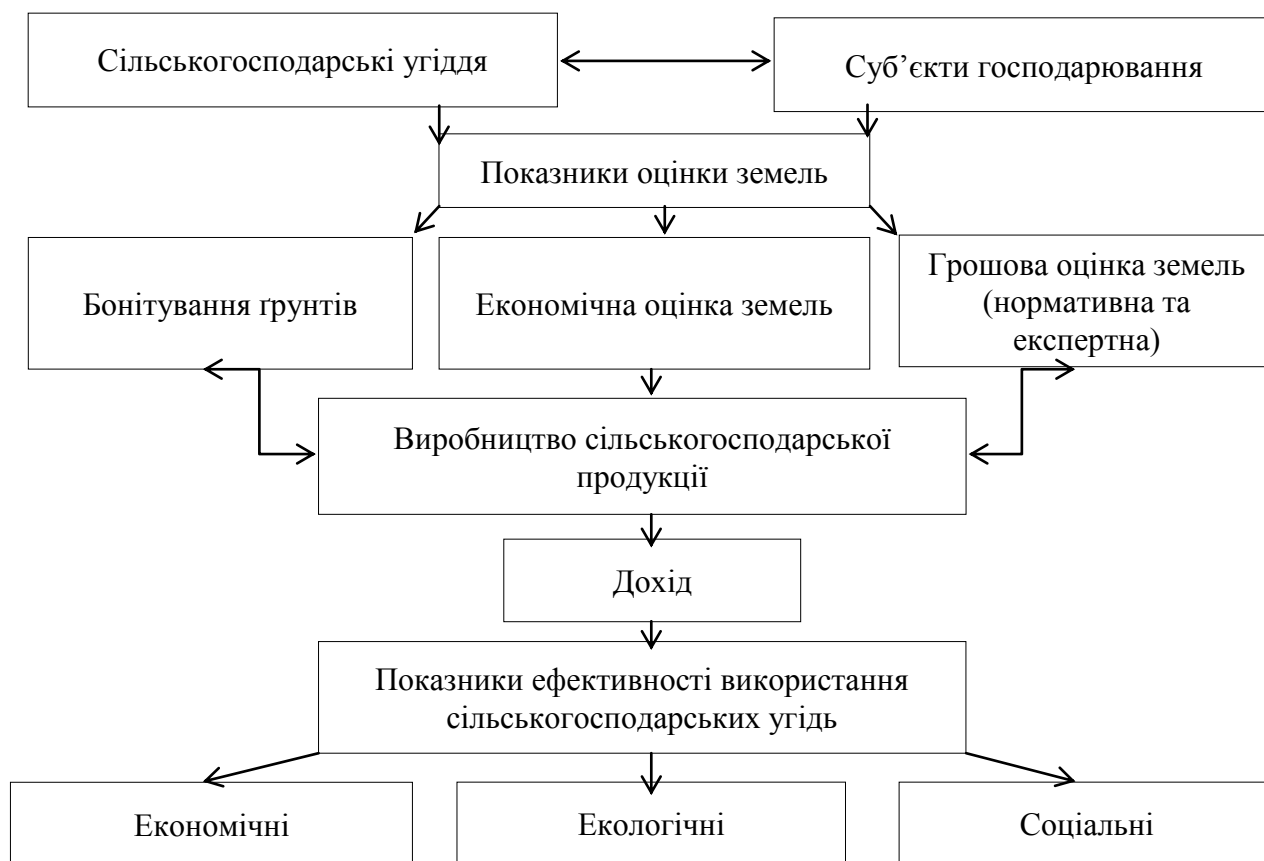 Сільськогосподарські угіддя
Суб’єкти господарювання
Показники оцінки земель
Бонітування ґрунтів
Економічна оцінка земель
Грошова оцінка земель
(нормативна та
експертна)
Виробництво сільськогосподарської
продукції
Дохід
Показники ефективності використання
сільськогосподарських угідь
Економічні
Екологічні
Соціальні